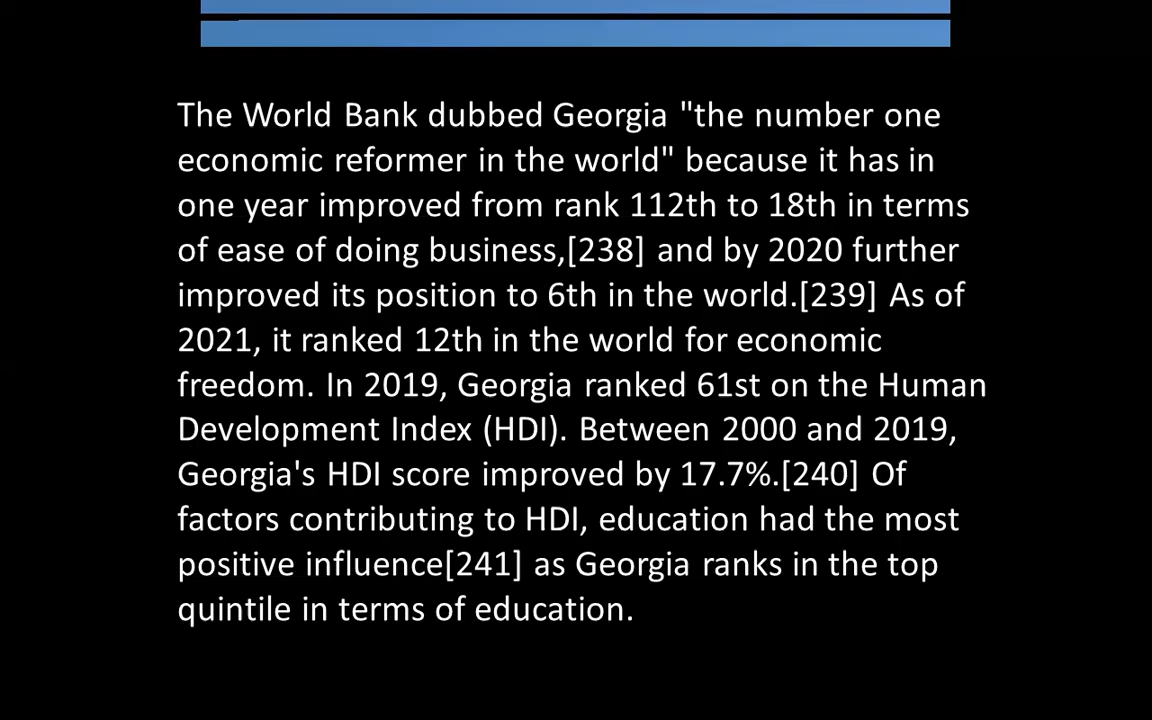 The World Bank dubbed Georgia "the number one
economic reformer in the world" because it has in
one year improved from rank 112th to 18th in terms
of ease of doing business,[238] and by 2020 further
improved its position to 6th in the world.[239] As of
2021, it ranked 12th in the world for economic
freedom. In 2019, Georgia ranked 61st on the Human
Development Index (HDI). Between 2000 and 2019,
Georgia's HDI score improved by 17.7%.[240] Of
factors contributing to HDI, education had the most
positive influence[241] as Georgia ranks in the top
quintile in terms of education.